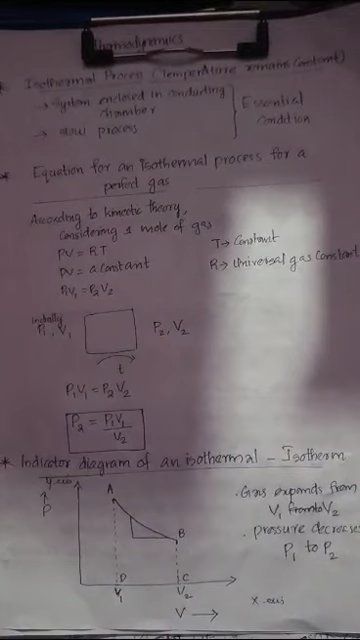 Thermodynamics
* Isothermal Process (Temperature remains constant)
→ System enclosed in conducting chamber
→ slow process
Essential Condition
* Equation for an Isothermal process for a perfect gas
According to kinectic theory,
Considering 1 mole of gas
PV = RT
PV = a constant
P₁V₁ = P₂V₂
T → Constant
R → Universal gas Constant
Initially
P₁, V₁
P₂, V₂
t
P₁V₁ = P₂V₂
P₂ = P₁V₁ / V₂
* Indicator diagram of an isothermal - Isotherm
y-axis
P
A
B
D
C
V₁
V₂
V →
x-axis
. Gas expands from
V₁ to V₂
. pressure decreases
P₁ to P₂